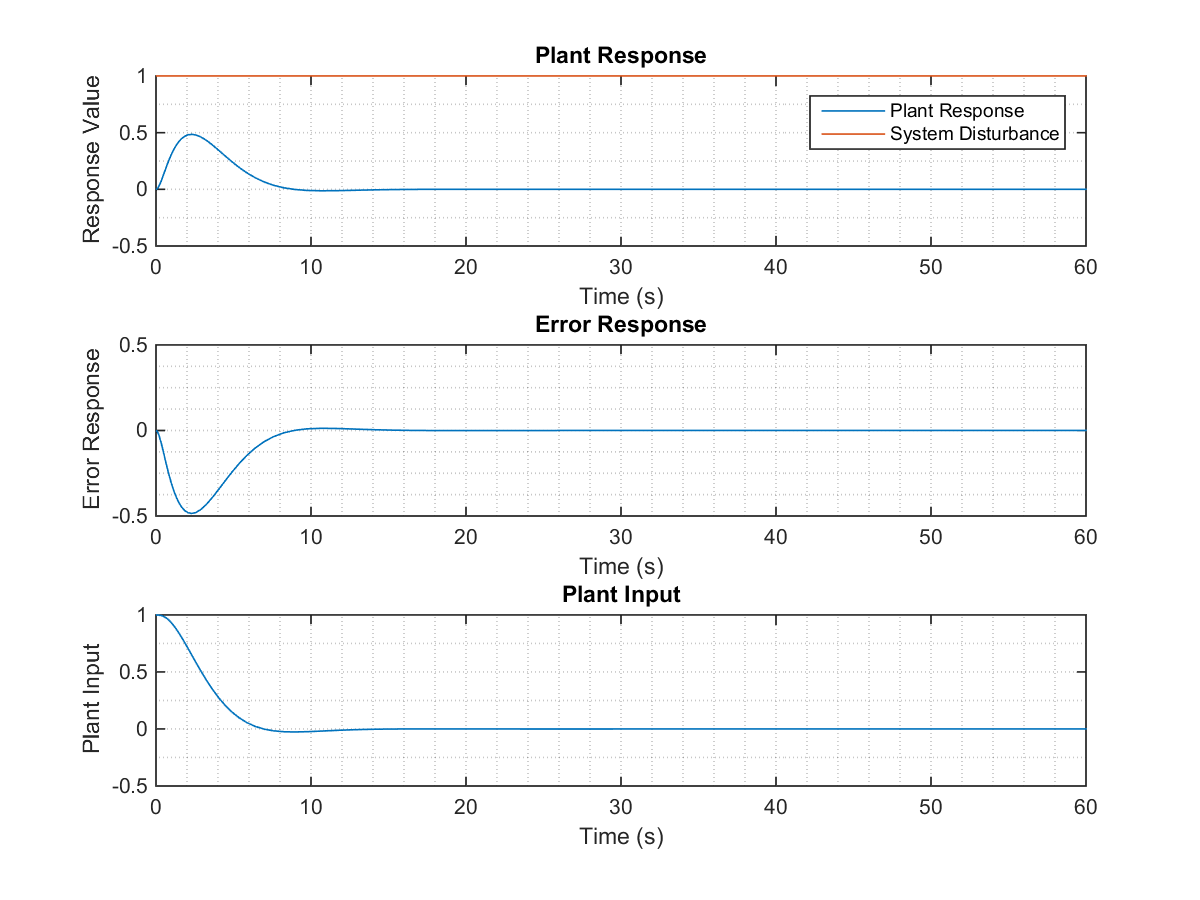 Plant Response
Response Value
1
0.5
0
-0.5
Plant Response
System Disturbance
0 10 20 30 40 50 60
Time (s)
Error Response
Error Response
0.5
0
-0.5
0 10 20 30 40 50 60
Time (s)
Plant Input
Plant Input
1
0.5
0
-0.5
0 10 20 30 40 50 60
Time (s)